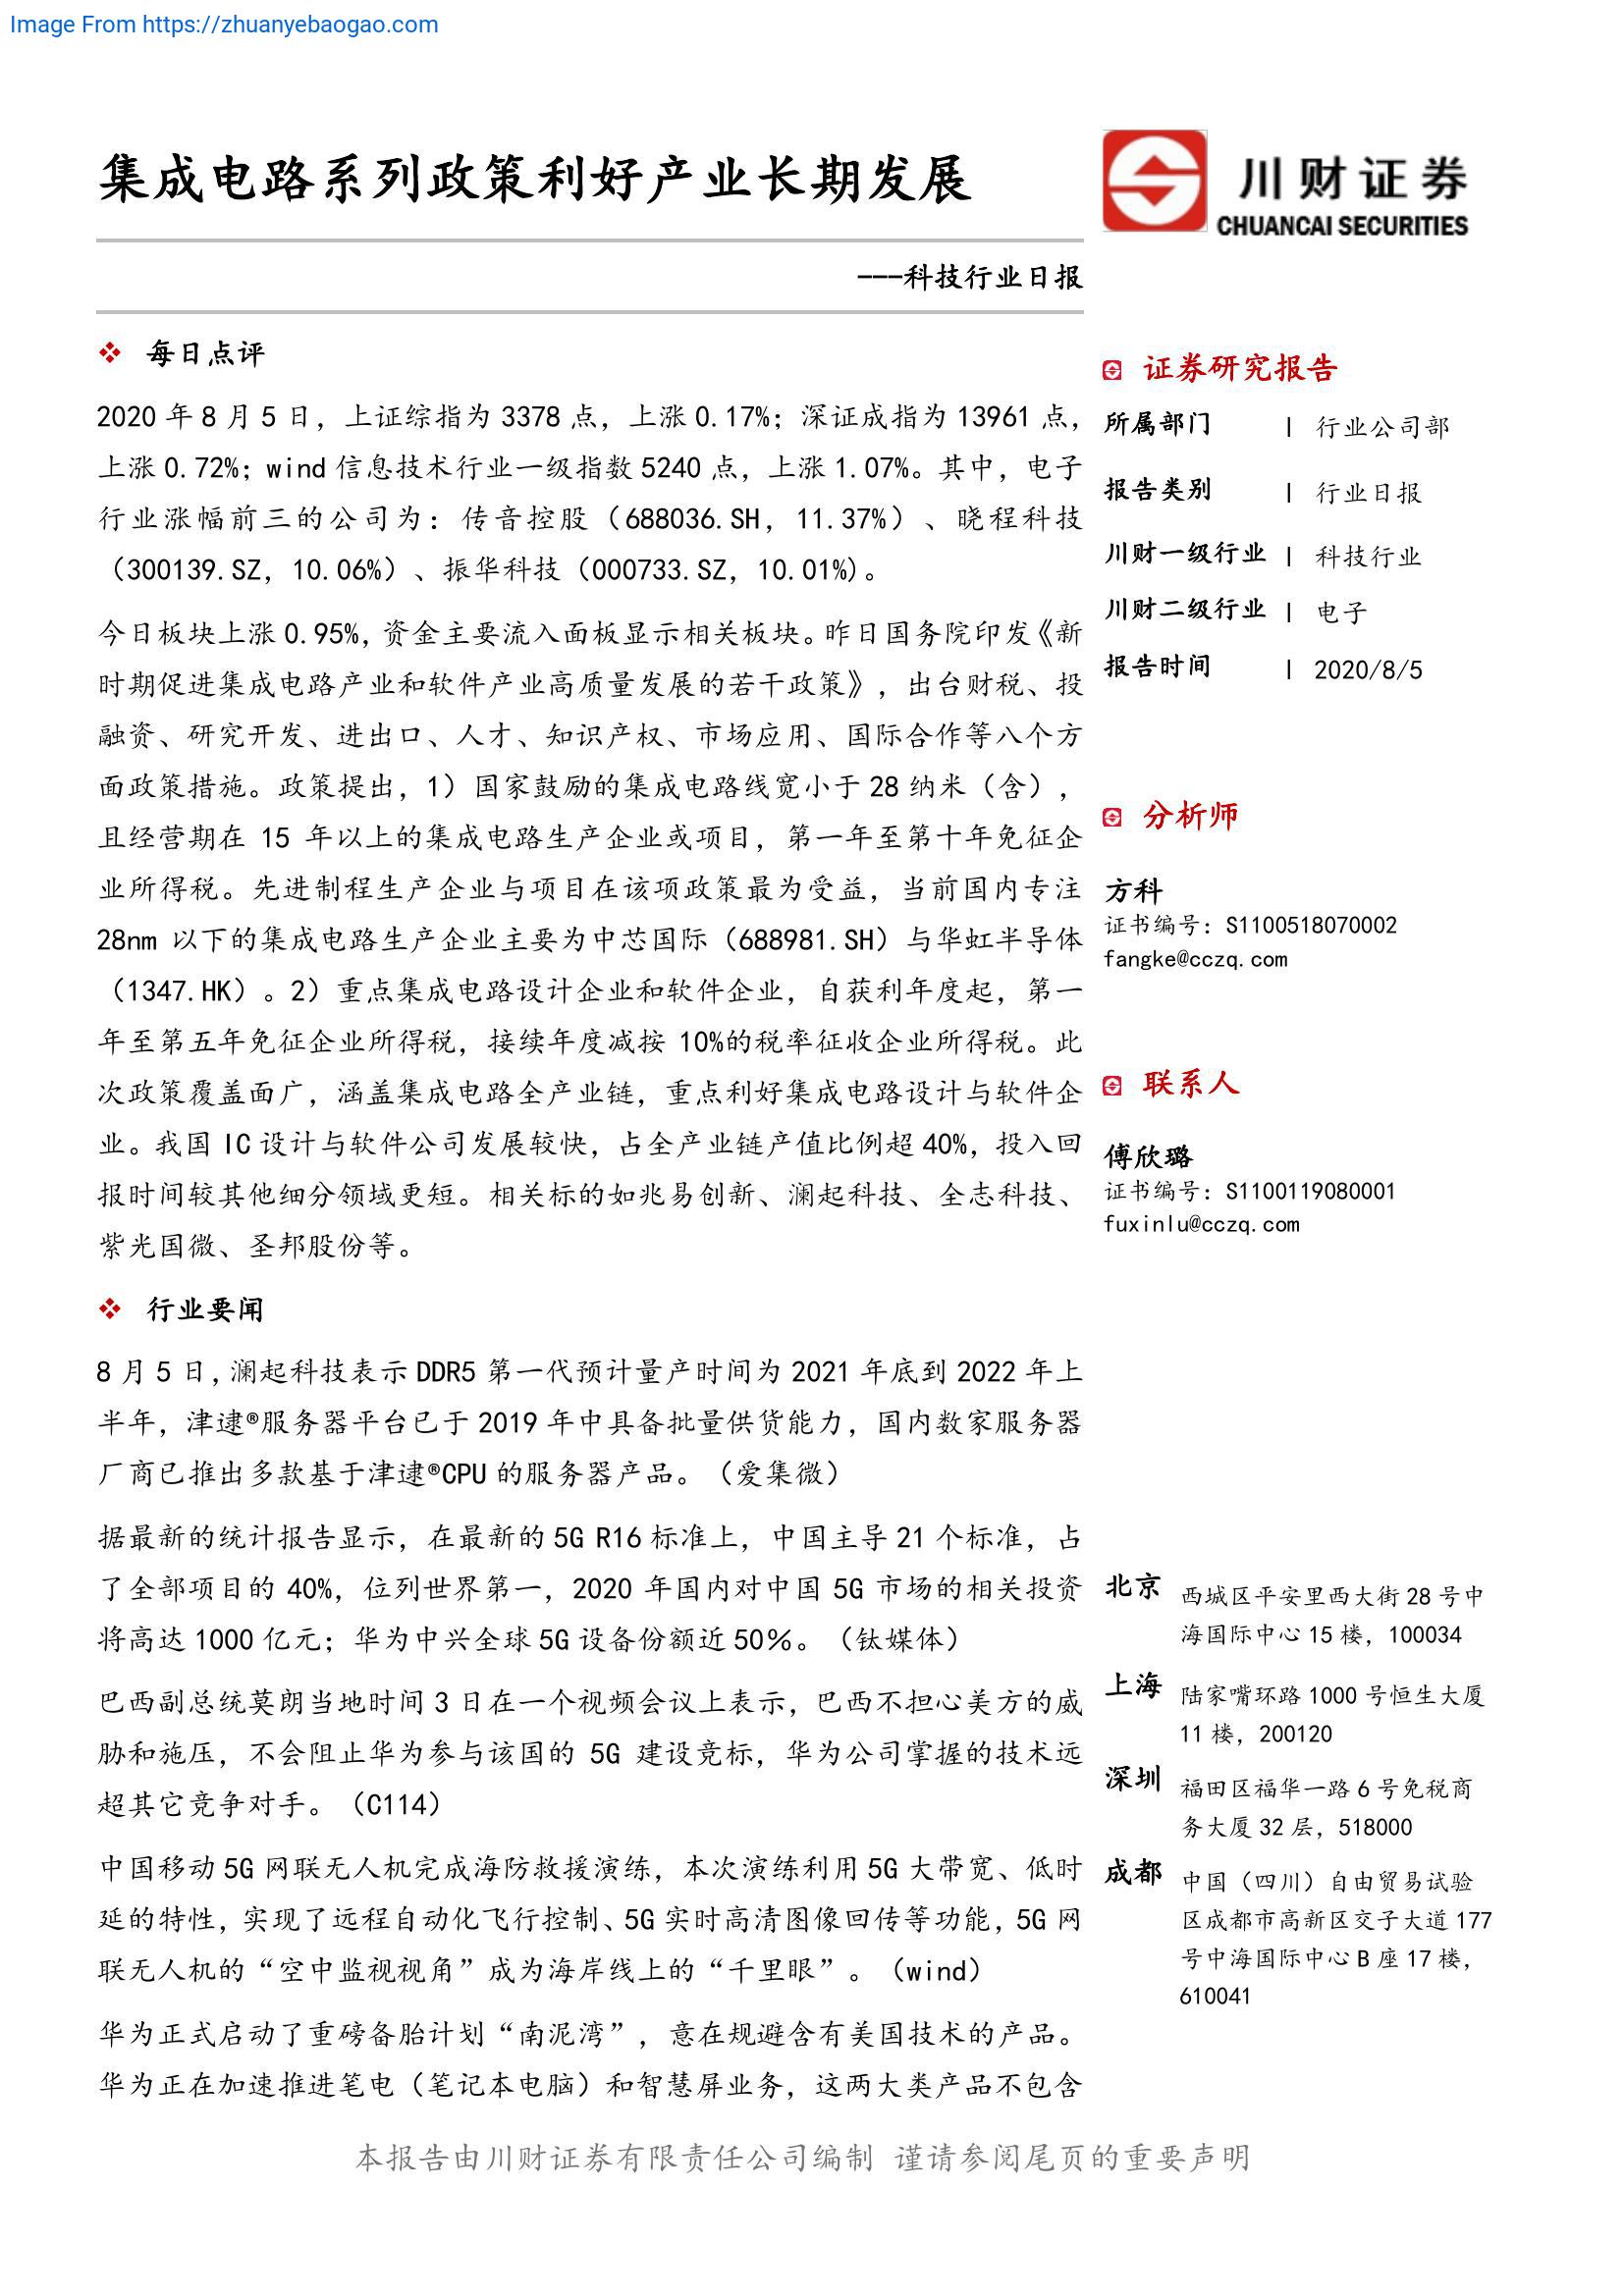 Image From https://zhuanyebaogao.com
集成电路系列政策利好产业长期发展
川财证券
CHUANCAI SECURITIES
---科技行业日报
❖ 每日点评
2020 年 8 月 5 日，上证综指为 3378 点，上涨 0.17%；深证成指为 13961 点，
上涨 0.72%；wind 信息技术行业一级指数 5240 点，上涨 1.07%。其中，电子
行业涨幅前三的公司为：传音控股（688036.SH，11.37%）、晓程科技
（300139.SZ，10.06%）、振华科技（000733.SZ，10.01%)。
今日板块上涨 0.95%，资金主要流入面板显示相关板块。昨日国务院印发《新
时期促进集成电路产业和软件产业高质量发展的若干政策》，出台财税、投
融资、研究开发、进出口、人才、知识产权、市场应用、国际合作等八个方
面政策措施。政策提出，1）国家鼓励的集成电路线宽小于 28 纳米（含），
且经营期在 15 年以上的集成电路生产企业或项目，第一年至第十年免征企
业所得税。先进制程生产企业与项目在该项政策最为受益，当前国内专注
28nm 以下的集成电路生产企业主要为中芯国际（688981.SH）与华虹半导体
（1347.HK）。2）重点集成电路设计企业和软件企业，自获利年度起，第一
年至第五年免征企业所得税，接续年度减按 10%的税率征收企业所得税。此
次政策覆盖面广，涵盖集成电路全产业链，重点利好集成电路设计与软件企
业。我国 IC 设计与软件公司发展较快，占全产业链产值比例超 40%，投入回
报时间较其他细分领域更短。相关标的如兆易创新、澜起科技、全志科技、
紫光国微、圣邦股份等。
❖ 行业要闻
8 月 5 日，澜起科技表示 DDR5 第一代预计量产时间为 2021 年底到 2022 年上
半年，津逮®服务器平台已于 2019 年中具备批量供货能力，国内数家服务器
厂商已推出多款基于津逮®CPU 的服务器产品。（爱集微）
据最新的统计报告显示，在最新的 5G R16 标准上，中国主导 21 个标准，占
了全部项目的 40%，位列世界第一，2020 年国内对中国 5G 市场的相关投资
将高达 1000 亿元；华为中兴全球 5G 设备份额近 50％。（钛媒体）
巴西副总统莫朗当地时间 3 日在一个视频会议上表示，巴西不担心美方的威
胁和施压，不会阻止华为参与该国的 5G 建设竞标，华为公司掌握的技术远
超其它竞争对手。（C114）
中国移动 5G 网联无人机完成海防救援演练，本次演练利用 5G 大带宽、低时
延的特性，实现了远程自动化飞行控制、5G 实时高清图像回传等功能，5G 网
联无人机的“空中监视视角”成为海岸线上的“千里眼”。（wind）
华为正式启动了重磅备胎计划“南泥湾”，意在规避含有美国技术的产品。
华为正在加速推进笔电（笔记本电脑）和智慧屏业务，这两大类产品不包含
证券研究报告
所属部门 | 行业公司部
报告类别 | 行业日报
川财一级行业 | 科技行业
川财二级行业 | 电子
报告时间 | 2020/8/5
分析师
方科
证书编号：S1100518070002
fangke@cczq.com
联系人
傅欣璐
证书编号：S1100119080001
fuxinlu@cczq.com
北京 西城区平安里西大街 28 号中
海国际中心 15 楼，100034
上海 陆家嘴环路 1000 号恒生大厦
11 楼，200120
深圳 福田区福华一路 6 号免税商
务大厦 32 层，518000
成都 中国（四川）自由贸易试验
区成都市高新区交子大道 177
号中海国际中心 B 座 17 楼，
610041
本报告由川财证券有限责任公司编制 谨请参阅尾页的重要声明